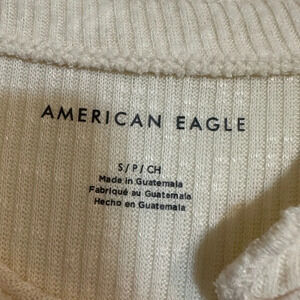 AMERICAN EAGLE
S / P / CH
Made in Guatemala
Fabriqué au Guatemala
Hecho en Guatemala